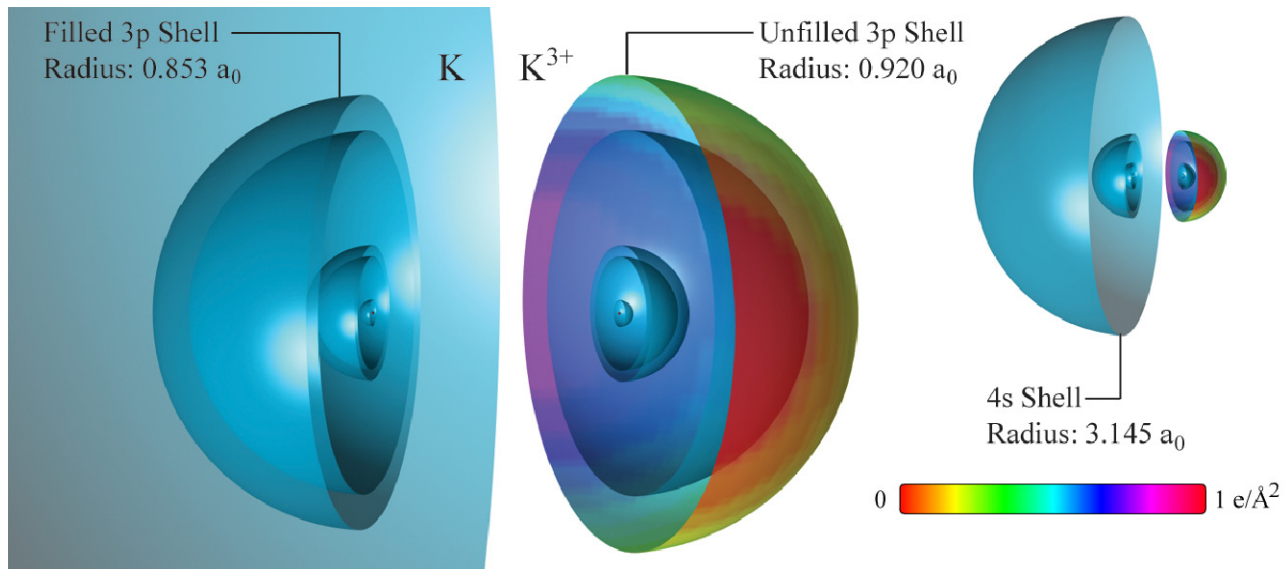 Filled 3p Shell
Radius: 0.853 a₀
K
K³⁺
Unfilled 3p Shell
Radius: 0.920 a₀
4s Shell
Radius: 3.145 a₀
0
1 e/Å²